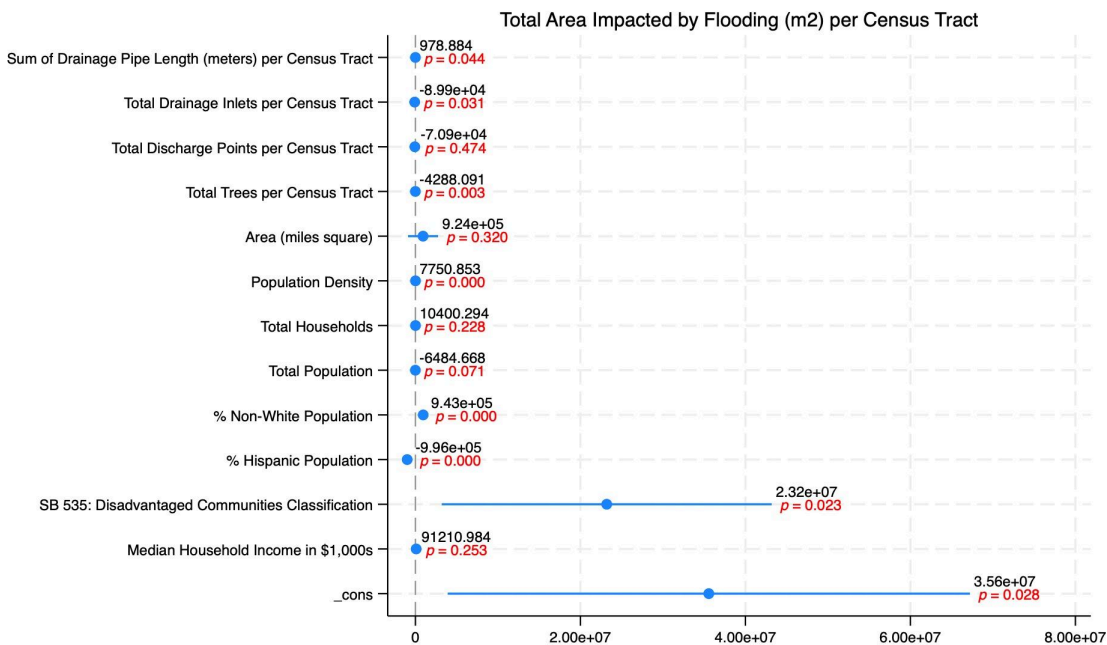 Total Area Impacted by Flooding (m2) per Census Tract
978.884
Sum of Drainage Pipe Length (meters) per Census Tract
p = 0.044
-8.99e+04
Total Drainage Inlets per Census Tract
p = 0.031
-7.09e+04
Total Discharge Points per Census Tract
p = 0.474
-4288.091
Total Trees per Census Tract
p = 0.003
9.24e+05
Area (miles square)
p = 0.320
7750.853
Population Density
p = 0.000
10400.294
Total Households
p = 0.228
-6484.668
Total Population
p = 0.071
9.43e+05
% Non-White Population
p = 0.000
-9.96e+05
% Hispanic Population
p = 0.000
2.32e+07
SB 535: Disadvantaged Communities Classification
p = 0.023
91210.984
Median Household Income in $1,000s
p = 0.253
3.56e+07
_cons
p = 0.028
0 2.00e+07 4.00e+07 6.00e+07 8.00e+07